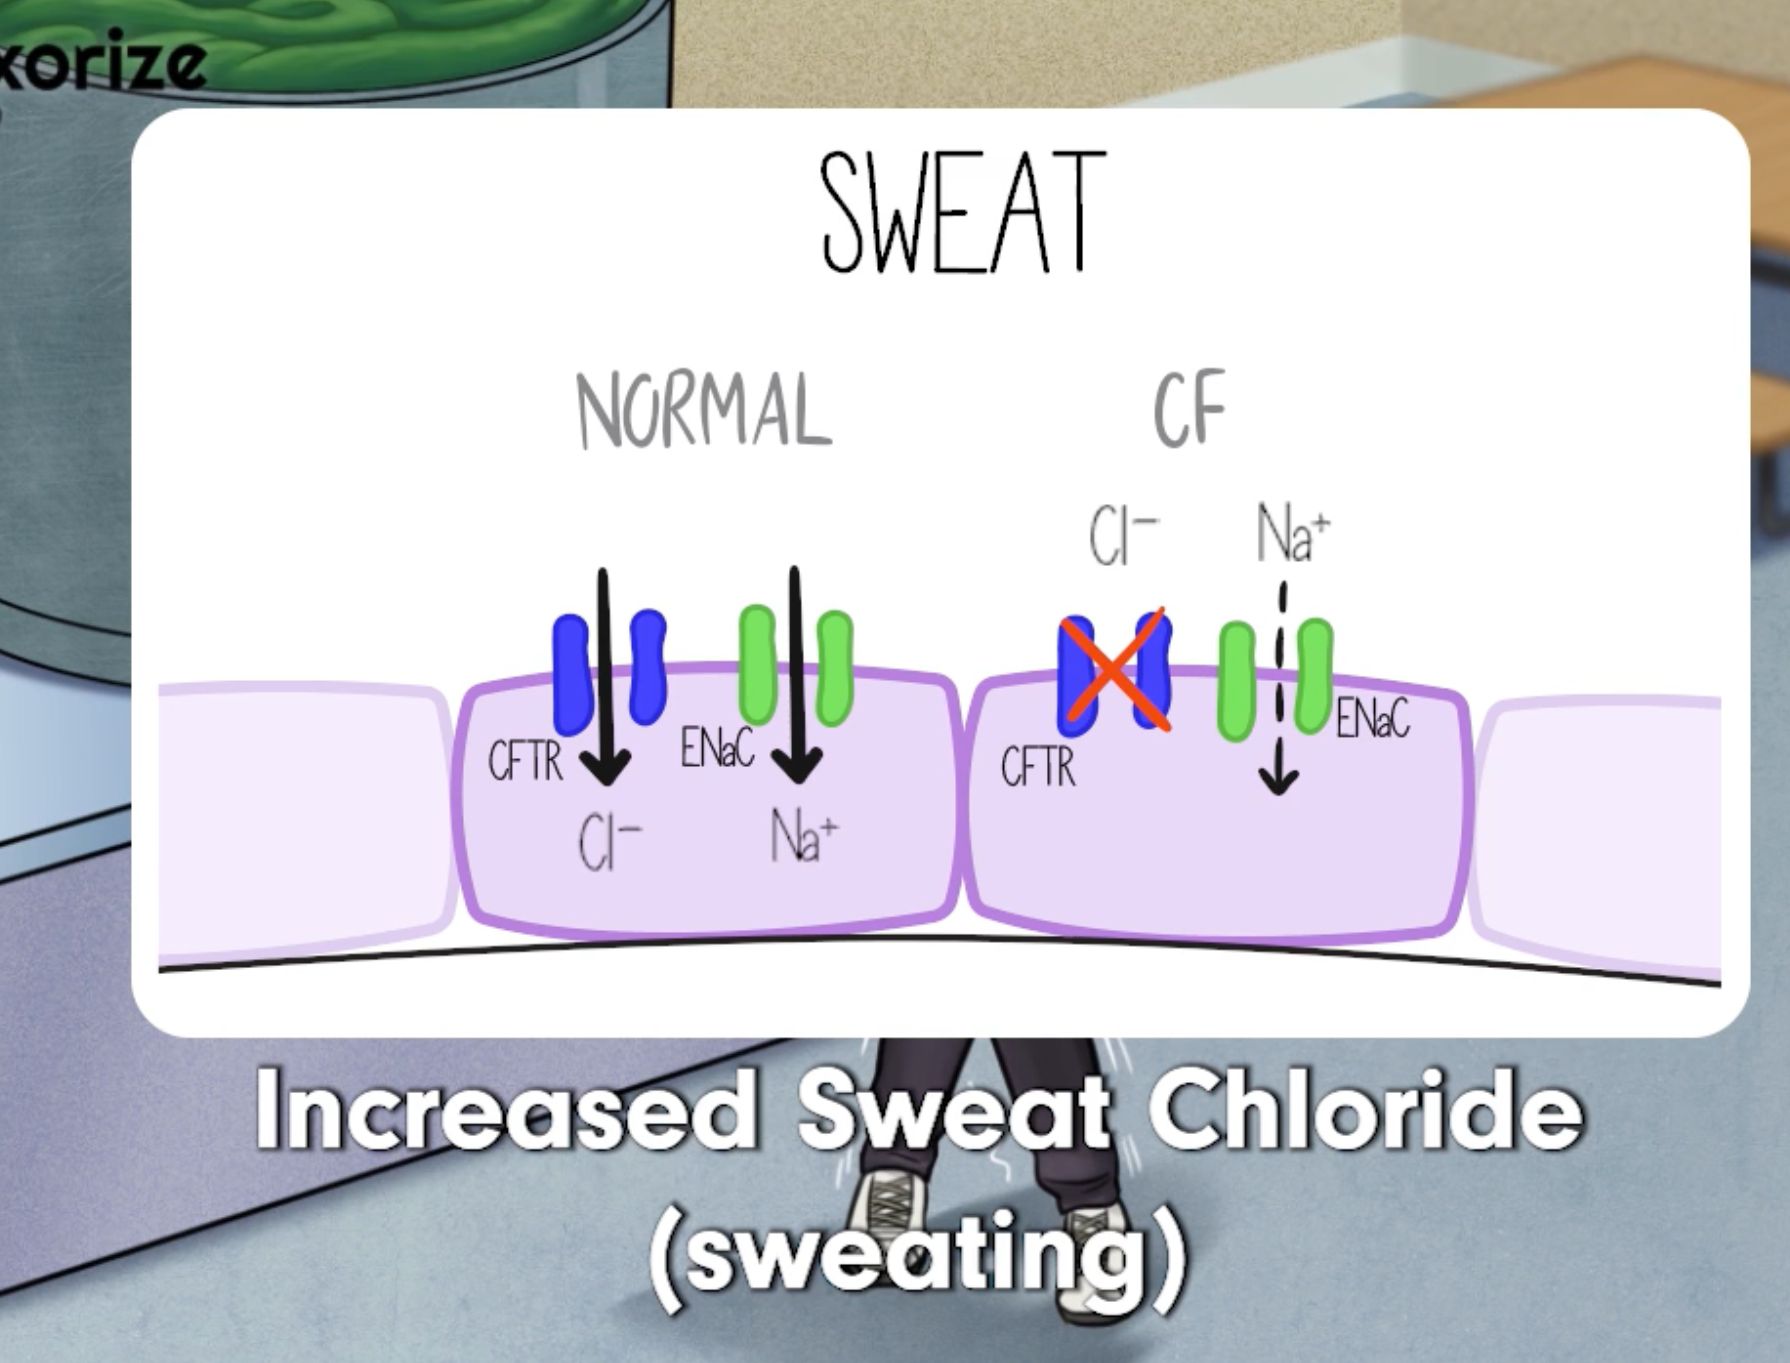 xorize
SWEAT
NORMAL
CF
Cl⁻
Na⁺
CFTR
ENaC
CFTR
ENaC
Cl⁻
Na⁺
Increased Sweat Chloride
(sweating)